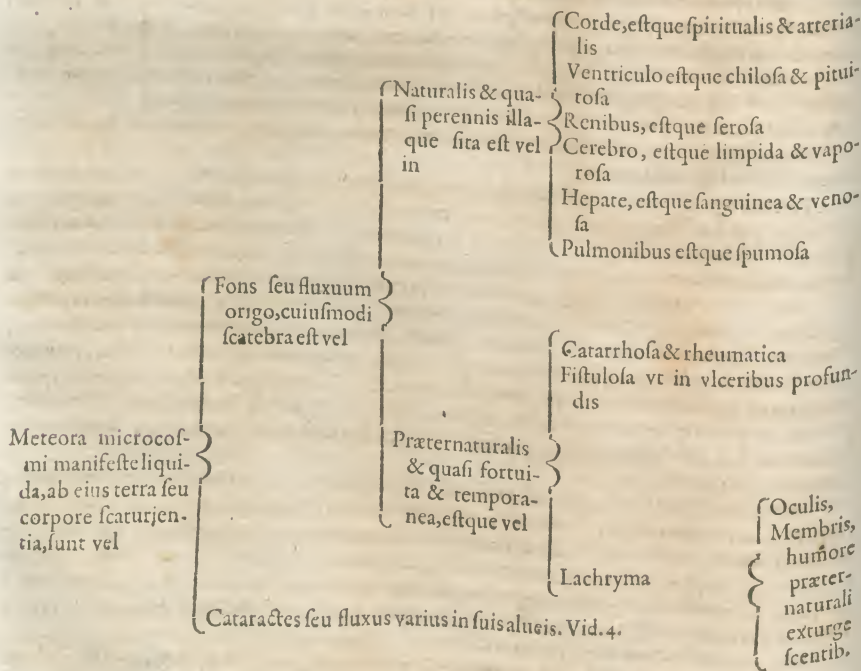 Corde,eſtque ſpiritualis & arteria-
lis
Ventriculo eſtque chiloſa & pitui-
toſa
Renibus, eſtque ſeroſa
Cerebro, eſtque limpida & vapo-
roſa
Hepate, eſtque ſanguinea & veno-
ſa
Pulmonibus eſtque ſpumoſa
Naturalis & qua-
ſi perennis illa-
que ſita eſt vel
in
Fons ſeu fluxuum
origo,cuiuſmodi
ſcatebra eſt vel
Catarrhoſa & rheumatica
Fiſtuloſa vt in vlceribus profun-
dis
Præternaturalis
& quaſi fortui-
ta & tempora-
nea,eſtque vel
Meteora microcoſ-
mi manifeſte liqui-
da,ab eius terra ſeu
corpore ſcaturjen-
tia,ſunt vel
Lachryma
Oculis,
Membris,
humore
præter-
naturali
exturge
ſcentib.
Cataractes ſeu fluxus varius in ſuis alueis. Vid. 4.